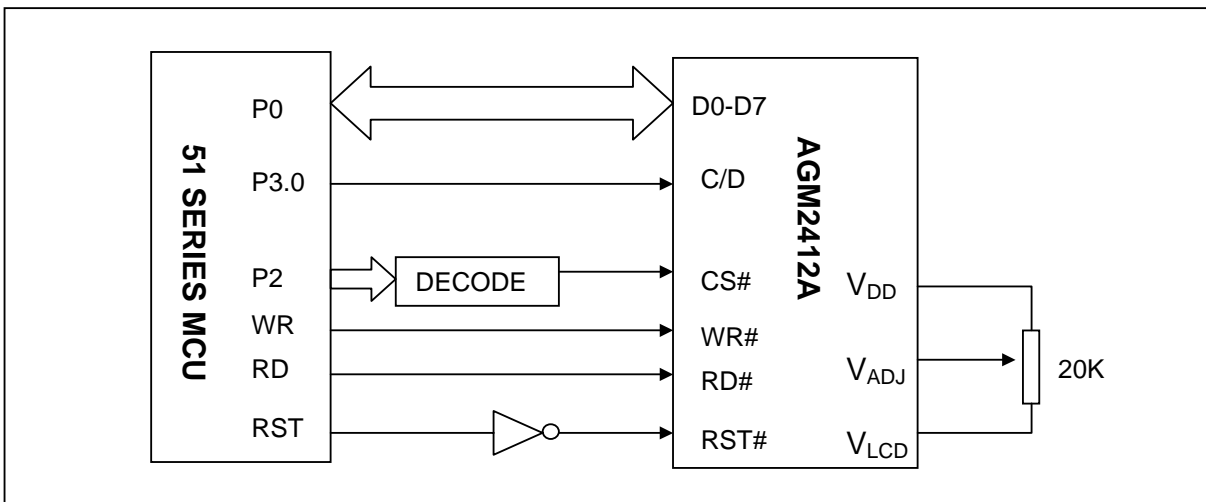 51 SERIES MCU
P0
P3.0
P2
WR
RD
RST
DECODE
AGM2412A
D0-D7
C/D
CS#
WR#
RD#
RST#
VDD
VADJ
VLCD
20K